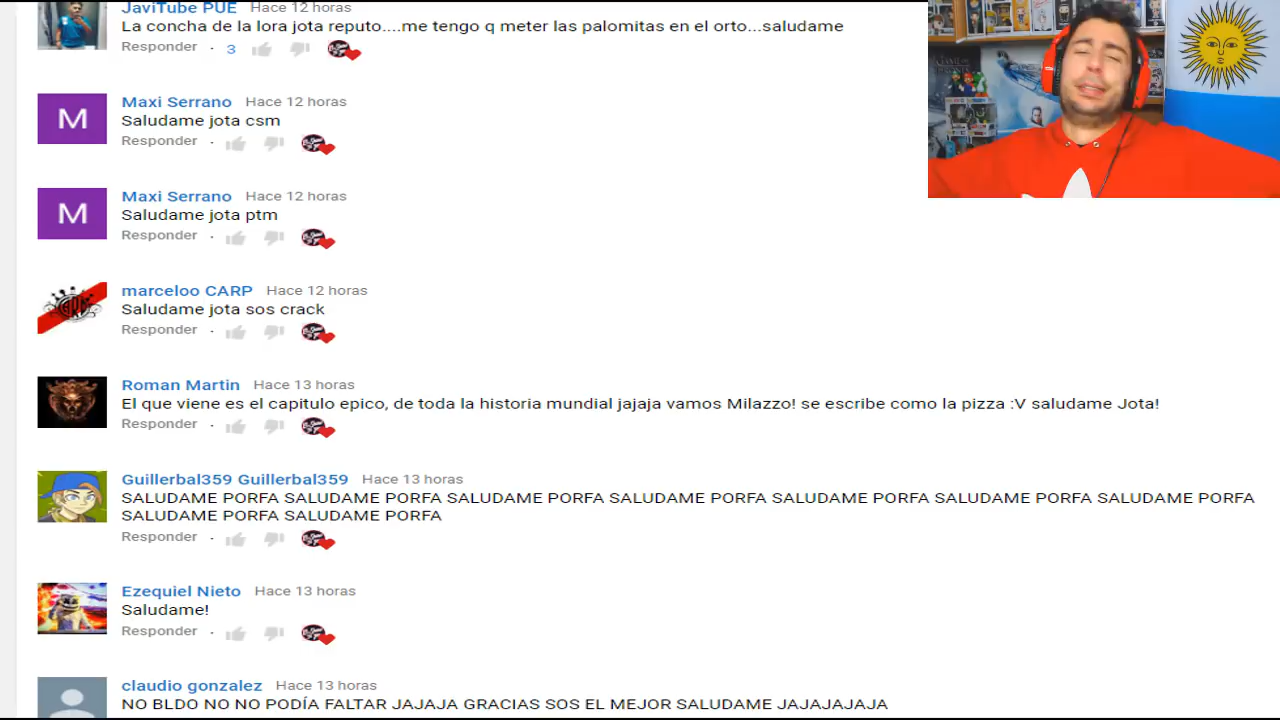 JaviTube PUE Hace 12 horas
La concha de la lora jota reputo....me tengo q meter las palomitas en el orto...saludame
Responder · 3
M
Maxi Serrano Hace 12 horas
Saludame jota csm
Responder ·
M
Maxi Serrano Hace 12 horas
Saludame jota ptm
Responder ·
marceloo CARP Hace 12 horas
Saludame jota sos crack
Responder ·
Roman Martin Hace 13 horas
El que viene es el capitulo epico, de toda la historia mundial jajaja vamos Milazzo! se escribe como la pizza :V saludame Jota!
Responder ·
Guillerbal359 Guillerbal359 Hace 13 horas
SALUDAME PORFA SALUDAME PORFA SALUDAME PORFA SALUDAME PORFA SALUDAME PORFA SALUDAME PORFA SALUDAME PORFA
SALUDAME PORFA SALUDAME PORFA
Responder ·
Ezequiel Nieto Hace 13 horas
Saludame!
Responder ·
claudio gonzalez Hace 13 horas
NO BLDO NO NO PODÍA FALTAR JAJAJA GRACIAS SOS EL MEJOR SALUDAME JAJAJAJAJA